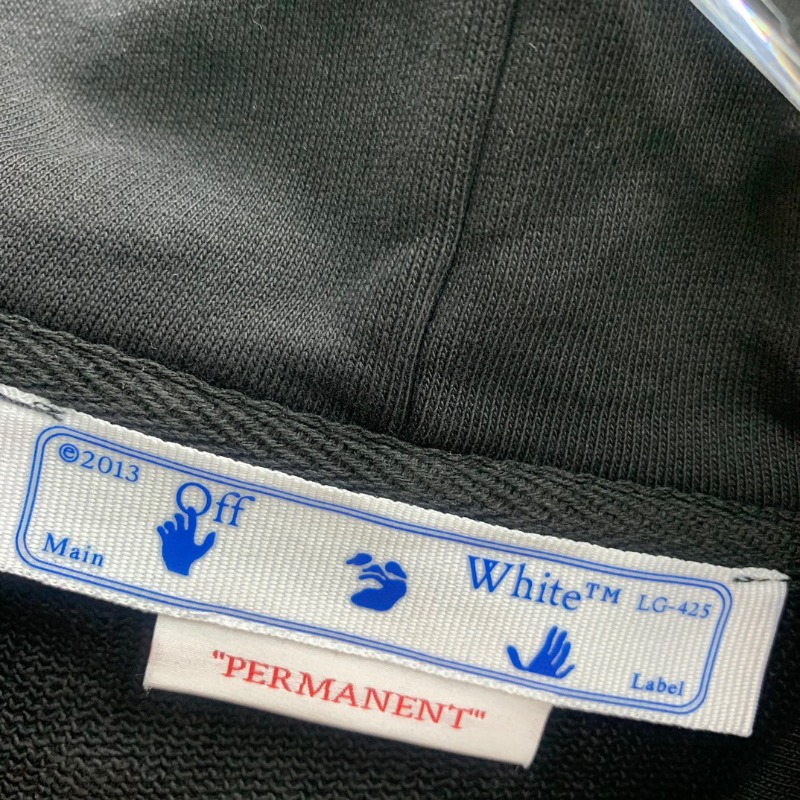 ©2013
Off
White™
LG-425
Main
Label
"PERMANENT"